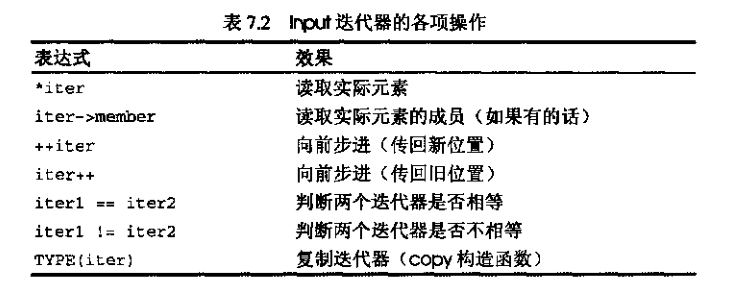 表 7.2 Input 迭代器的各项操作
表达式 效果
*iter 读取实际元素
iter->member 读取实际元素的成员（如果有的话）
++iter 向前步进（传回新位置）
iter++ 向前步进（传回旧位置）
iter1 == iter2 判断两个迭代器是否相等
iter1 != iter2 判断两个迭代器是否不相等
TYPE(iter) 复制迭代器（copy 构造函数）